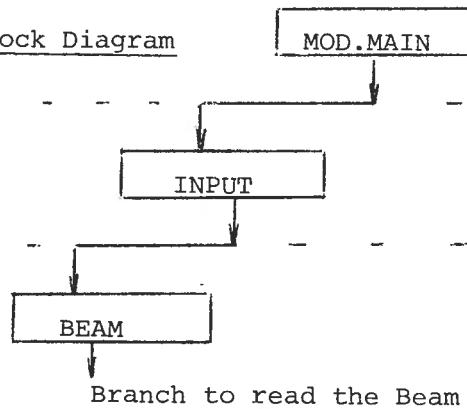 ock Diagram
MOD.MAIN
INPUT
BEAM
Branch to read the Beam